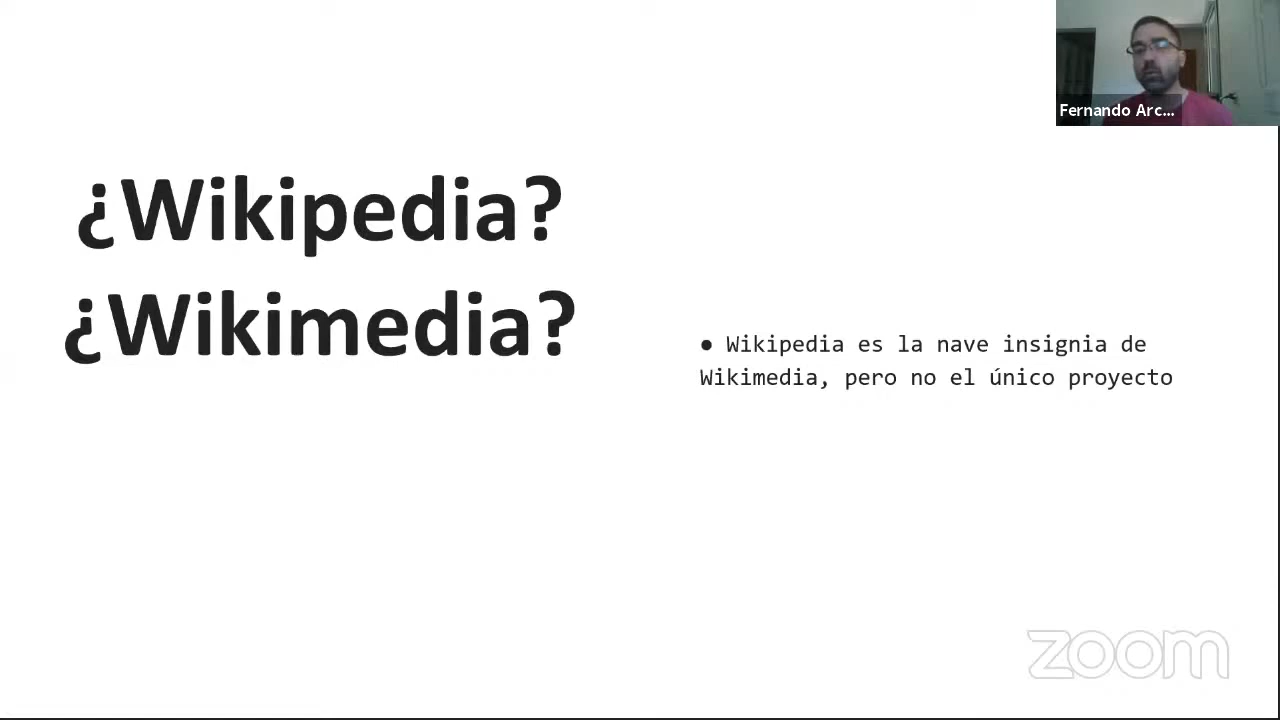 Fernando Arc...
¿Wikipedia?
¿Wikimedia?
● Wikipedia es la nave insignia de
Wikimedia, pero no el único proyecto
zoom